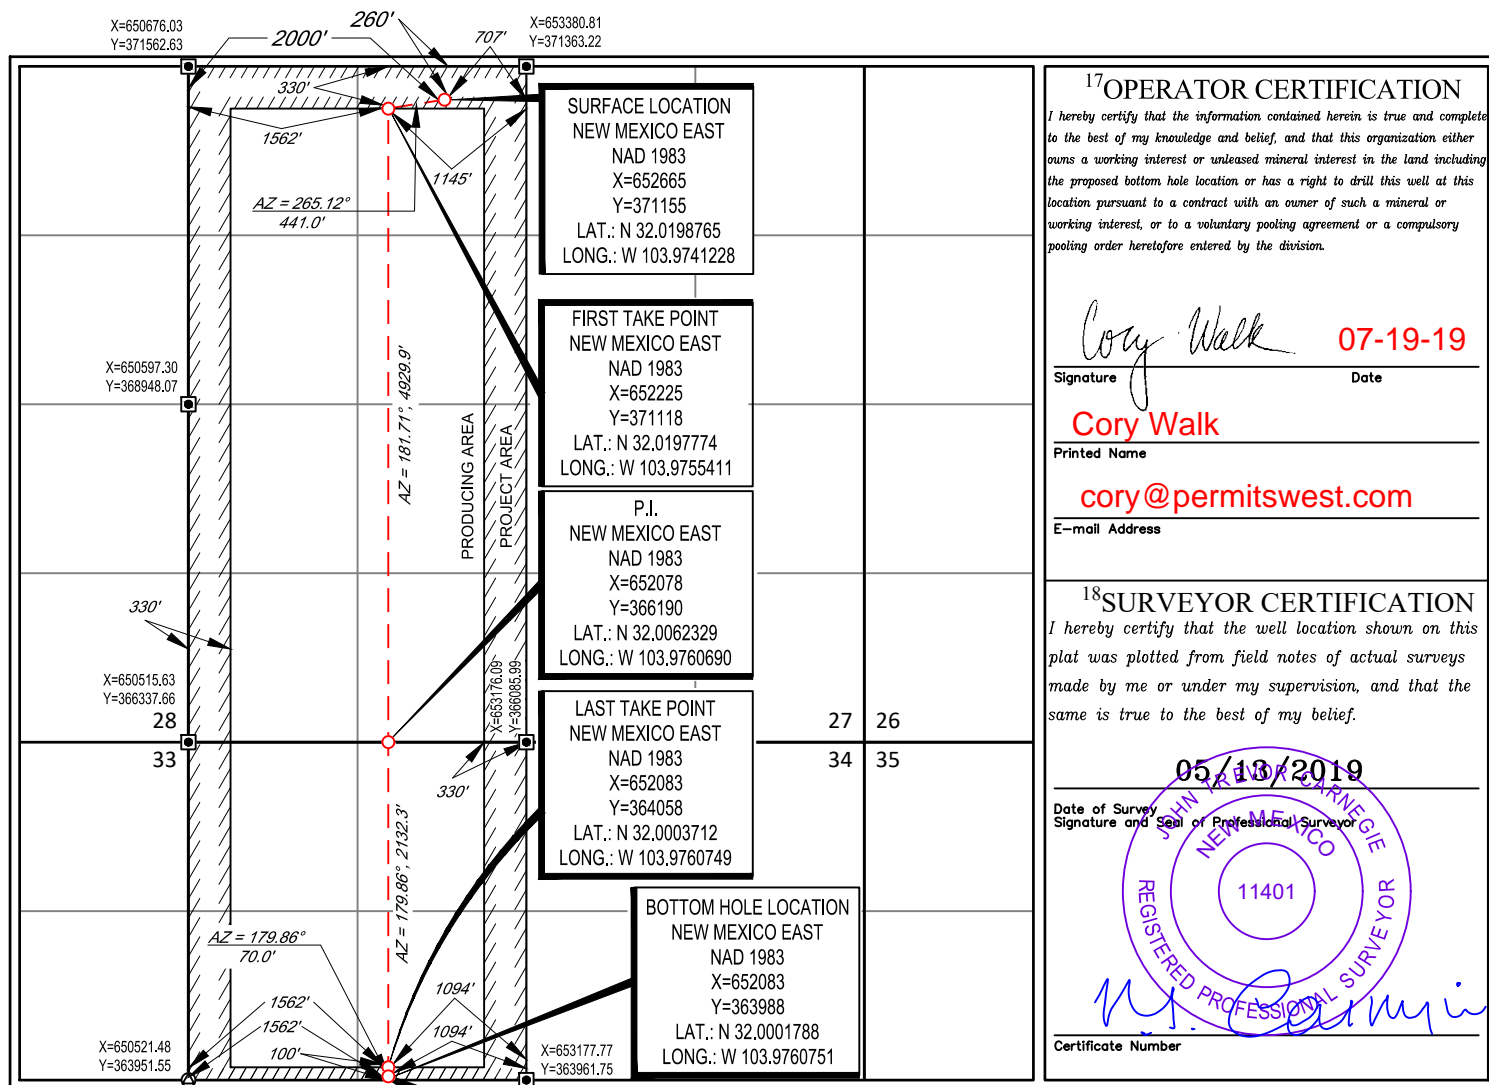 X=650676.03
Y=371562.63
2000'
260'
707'
X=653380.81
Y=371363.22
330'
1562'
1145'
AZ = 265.12°
441.0'
SURFACE LOCATION
NEW MEXICO EAST
NAD 1983
X=652665
Y=371155
LAT.: N 32.0198765
LONG.: W 103.9741228
FIRST TAKE POINT
NEW MEXICO EAST
NAD 1983
X=652225
Y=371118
LAT.: N 32.0197774
LONG.: W 103.9755411
X=650597.30
Y=368948.07
AZ = 181.71°, 4929.9'
PRODUCING AREA
PROJECT AREA
P.I.
NEW MEXICO EAST
NAD 1983
X=652078
Y=366190
LAT.: N 32.0062329
LONG.: W 103.9760690
330'
X=650515.63
Y=366337.66
X=653176.09
Y=366085.99
28
33
27 26
34 35
330'
LAST TAKE POINT
NEW MEXICO EAST
NAD 1983
X=652083
Y=364058
LAT.: N 32.0003712
LONG.: W 103.9760749
AZ = 179.86°, 2132.3'
AZ = 179.86°
70.0'
BOTTOM HOLE LOCATION
NEW MEXICO EAST
NAD 1983
X=652083
Y=363988
LAT.: N 32.0001788
LONG.: W 103.9760751
1562'
1562'
100'
1094'
1094'
X=650521.48
Y=363951.55
X=653177.77
Y=363961.75
17OPERATOR CERTIFICATION
I hereby certify that the information contained herein is true and complete
to the best of my knowledge and belief, and that this organization either
owns a working interest or unleased mineral interest in the land including
the proposed bottom hole location or has a right to drill this well at this
location pursuant to a contract with an owner of such a mineral or
working interest, or to a voluntary pooling agreement or a compulsory
pooling order heretofore entered by the division.
Cory Walk 07-19-19
Signature Date
Cory Walk
Printed Name
cory@permitswest.com
E-mail Address
18SURVEYOR CERTIFICATION
I hereby certify that the well location shown on this
plat was plotted from field notes of actual surveys
made by me or under my supervision, and that the
same is true to the best of my belief.
05/13/2019
Date of Survey
Signature and Seal of Professional Surveyor
JOHN TREVOR CARNEGIE
NEW MEXICO
11401
REGISTERED PROFESSIONAL SURVEYOR
Certificate Number